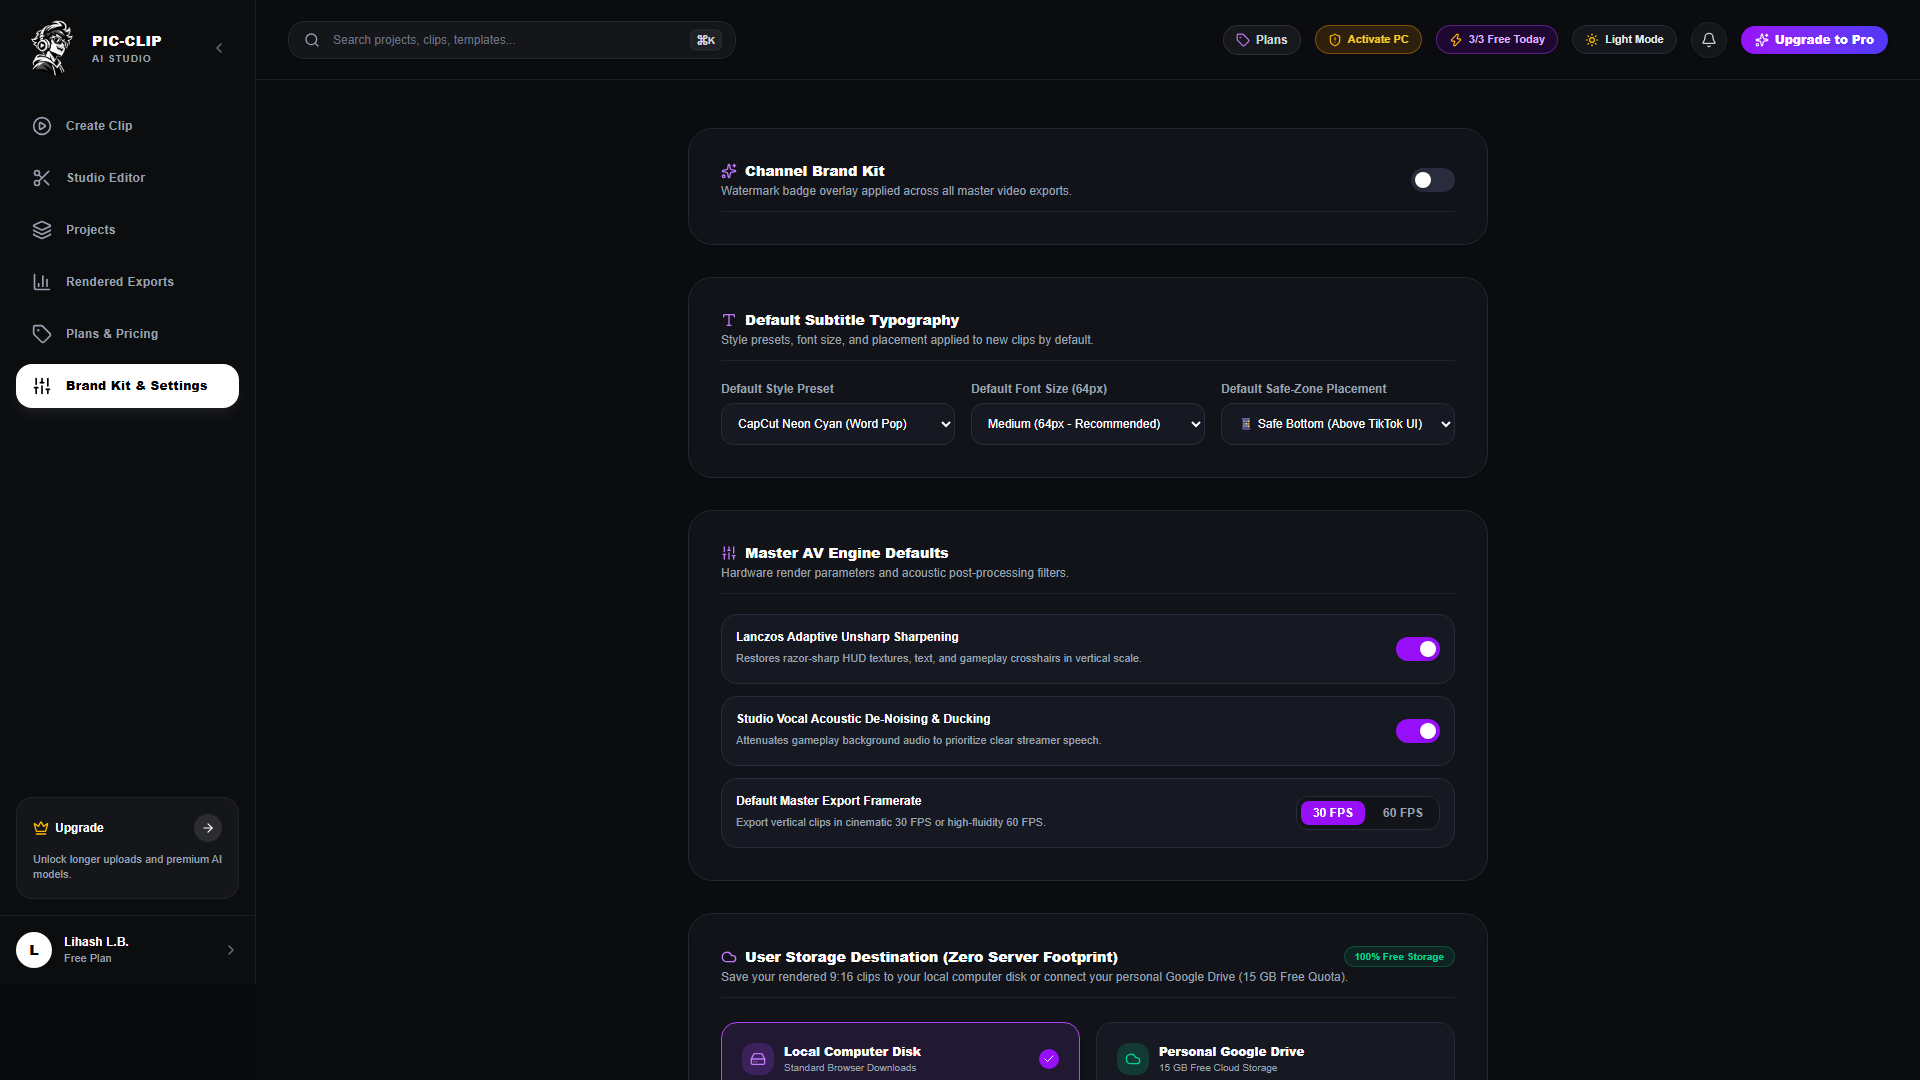 PIC-CLIP
AI STUDIO
Search projects, clips, templates...
⌘K
Plans
Activate PC
3/3 Free Today
Light Mode
Upgrade to Pro
Create Clip
Studio Editor
Projects
Rendered Exports
Plans & Pricing
Brand Kit & Settings
Channel Brand Kit
Watermark badge overlay applied across all master video exports.
Default Subtitle Typography
Style presets, font size, and placement applied to new clips by default.
Default Style Preset
Default Font Size (64px)
Default Safe-Zone Placement
CapCut Neon Cyan (Word Pop)
Medium (64px - Recommended)
Safe Bottom (Above TikTok UI)
Master AV Engine Defaults
Hardware render parameters and acoustic post-processing filters.
Lanczos Adaptive Unsharp Sharpening
Restores razor-sharp HUD textures, text, and gameplay crosshairs in vertical scale.
Studio Vocal Acoustic De-Noising & Ducking
Attenuates gameplay background audio to prioritize clear streamer speech.
Default Master Export Framerate
Export vertical clips in cinematic 30 FPS or high-fluidity 60 FPS.
30 FPS
60 FPS
User Storage Destination (Zero Server Footprint)
100% Free Storage
Save your rendered 9:16 clips to your local computer disk or connect your personal Google Drive (15 GB Free Quota).
Local Computer Disk
Standard Browser Downloads
Personal Google Drive
15 GB Free Cloud Storage
Upgrade
Unlock longer uploads and premium AI
models.
L
Lihash L.B.
Free Plan